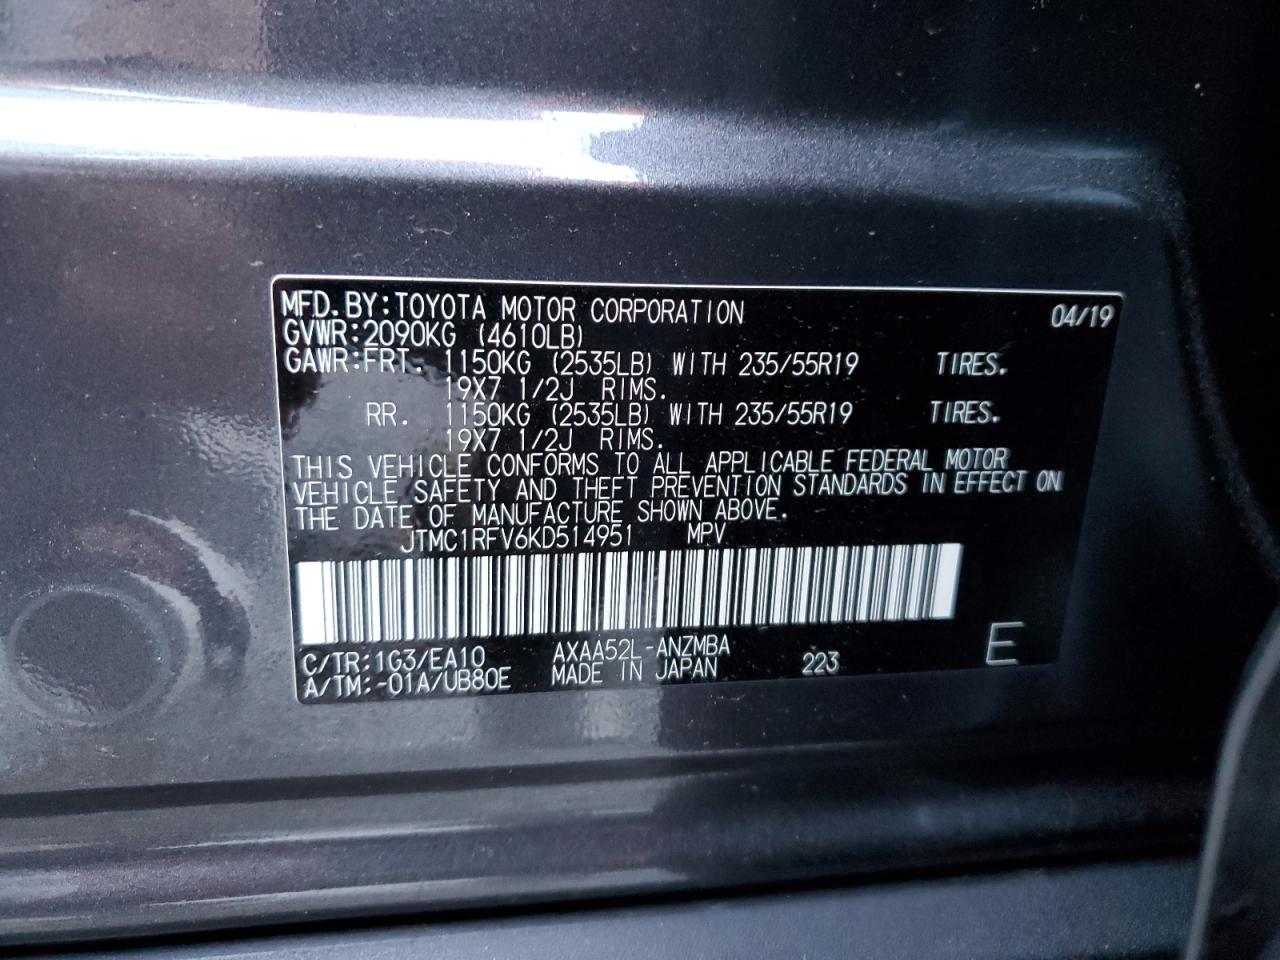 MFD.BY:TOYOTA MOTOR CORPORATION 04/19
GVWR:2090KG (4610LB)
GAWR:FRT. 1150KG (2535LB) WITH 235/55R19 TIRES.
19X7 1/2J RIMS.
RR. 1150KG (2535LB) WITH 235/55R19 TIRES.
19X7 1/2J RIMS.
THIS VEHICLE CONFORMS TO ALL APPLICABLE FEDERAL MOTOR
VEHICLE SAFETY AND THEFT PREVENTION STANDARDS IN EFFECT ON
THE DATE OF MANUFACTURE SHOWN ABOVE.
JTMC1RFV6KD514951 MPV
C/TR:1G3/EA10 AXAA52L-ANZMBA
A/TM:-01A/UB80E MADE IN JAPAN 223 E